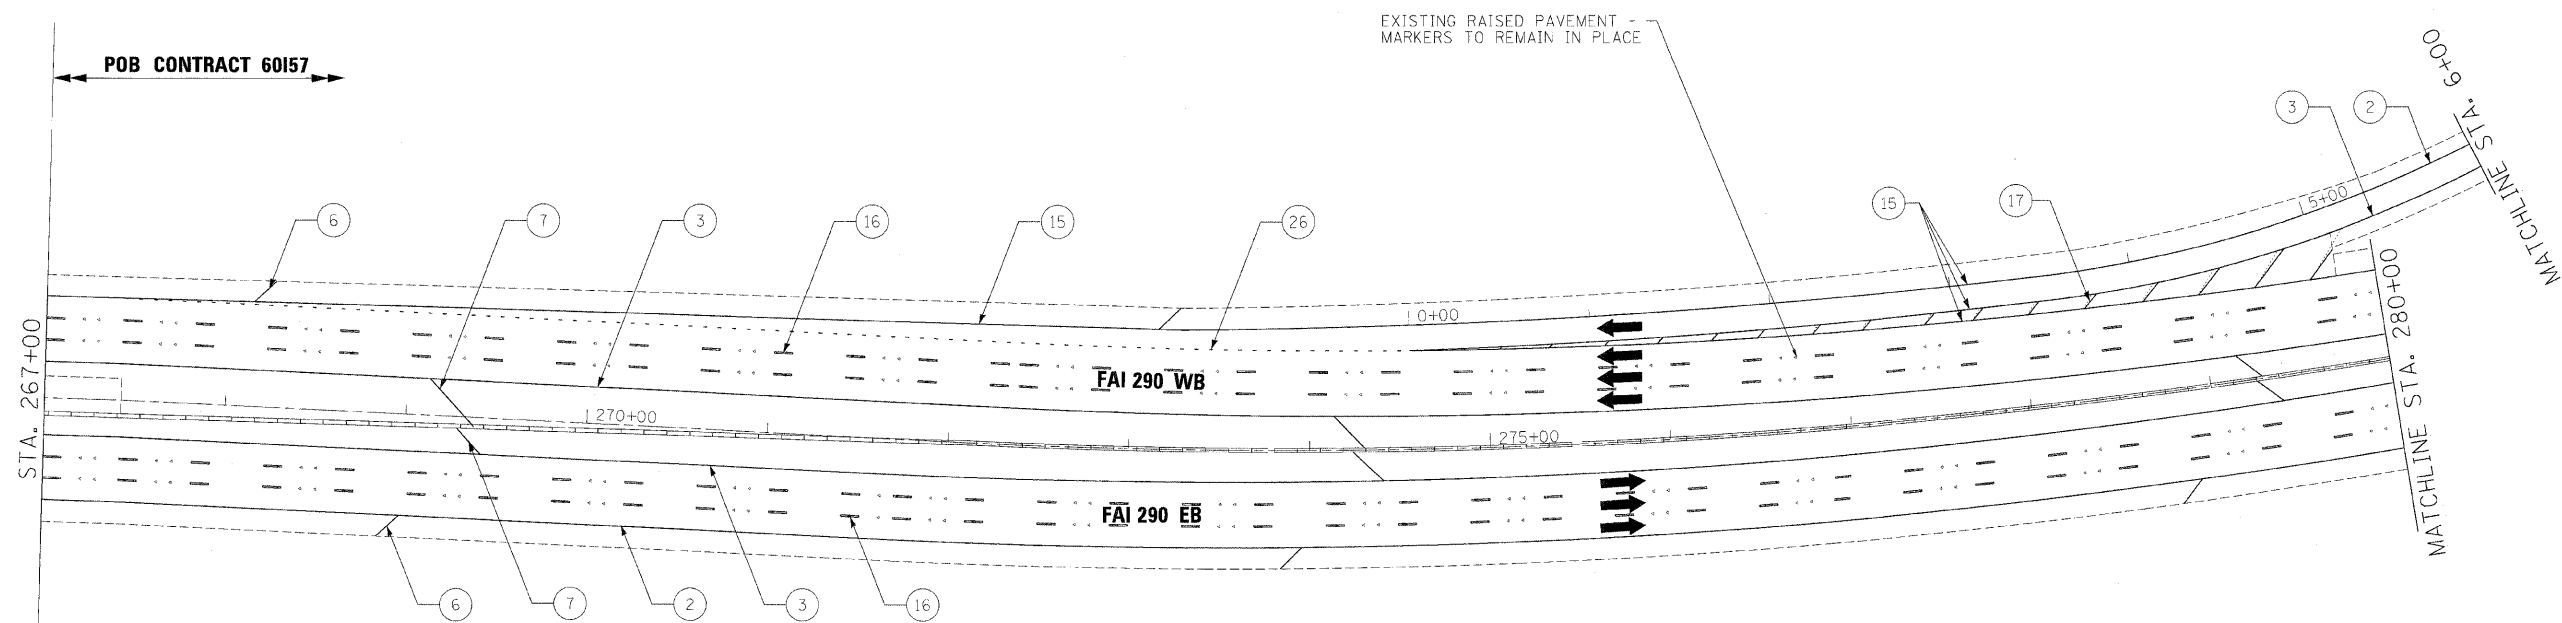 EXISTING RAISED PAVEMENT -
MARKERS TO REMAIN IN PLACE
POB CONTRACT 60I57
MATCHLINE STA. 6+00
3
2
15
17
5+00
6
7
3
16
15
26
0+00
STA. 267+00
FAI 290 WB
MATCHLINE STA. 280+00
270+00
275+00
FAI 290 EB
6
7
2
3
16